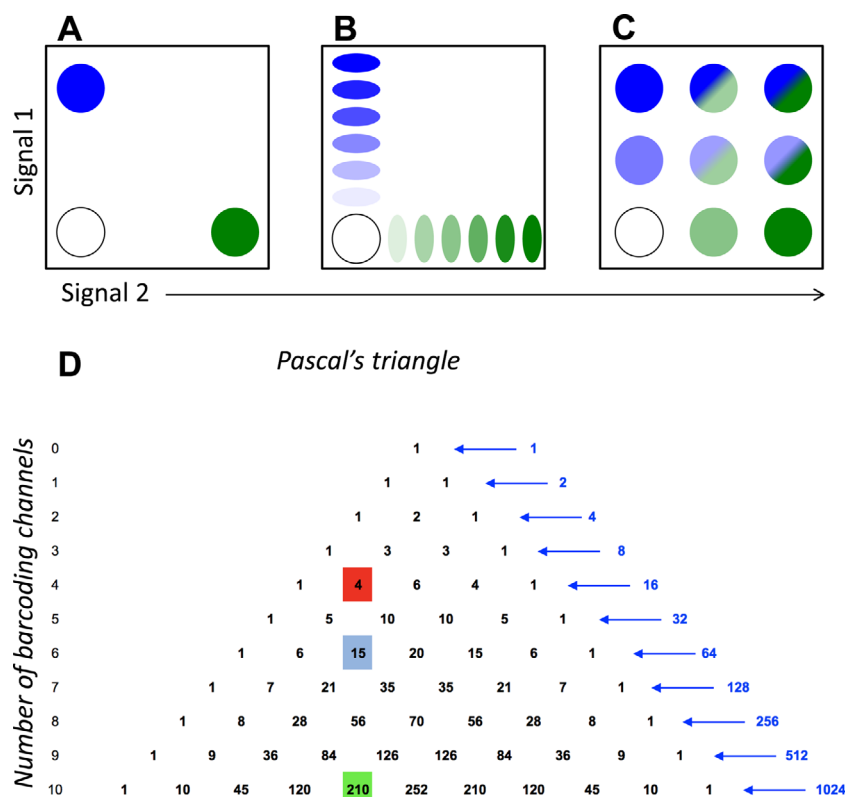 A
B
C
Signal 1
Signal 2
D
Pascal's triangle
Number of barcoding channels
0 1 1
1 1 1 2
2 1 2 1 4
3 1 3 3 1 8
4 1 4 6 4 1 16
5 1 5 10 10 5 1 32
6 1 6 15 20 15 6 1 64
7 1 7 21 35 35 21 7 1 128
8 1 8 28 56 70 56 28 8 1 256
9 1 9 36 84 126 126 84 36 9 1 512
10 1 10 45 120 210 252 210 120 45 10 1 1024